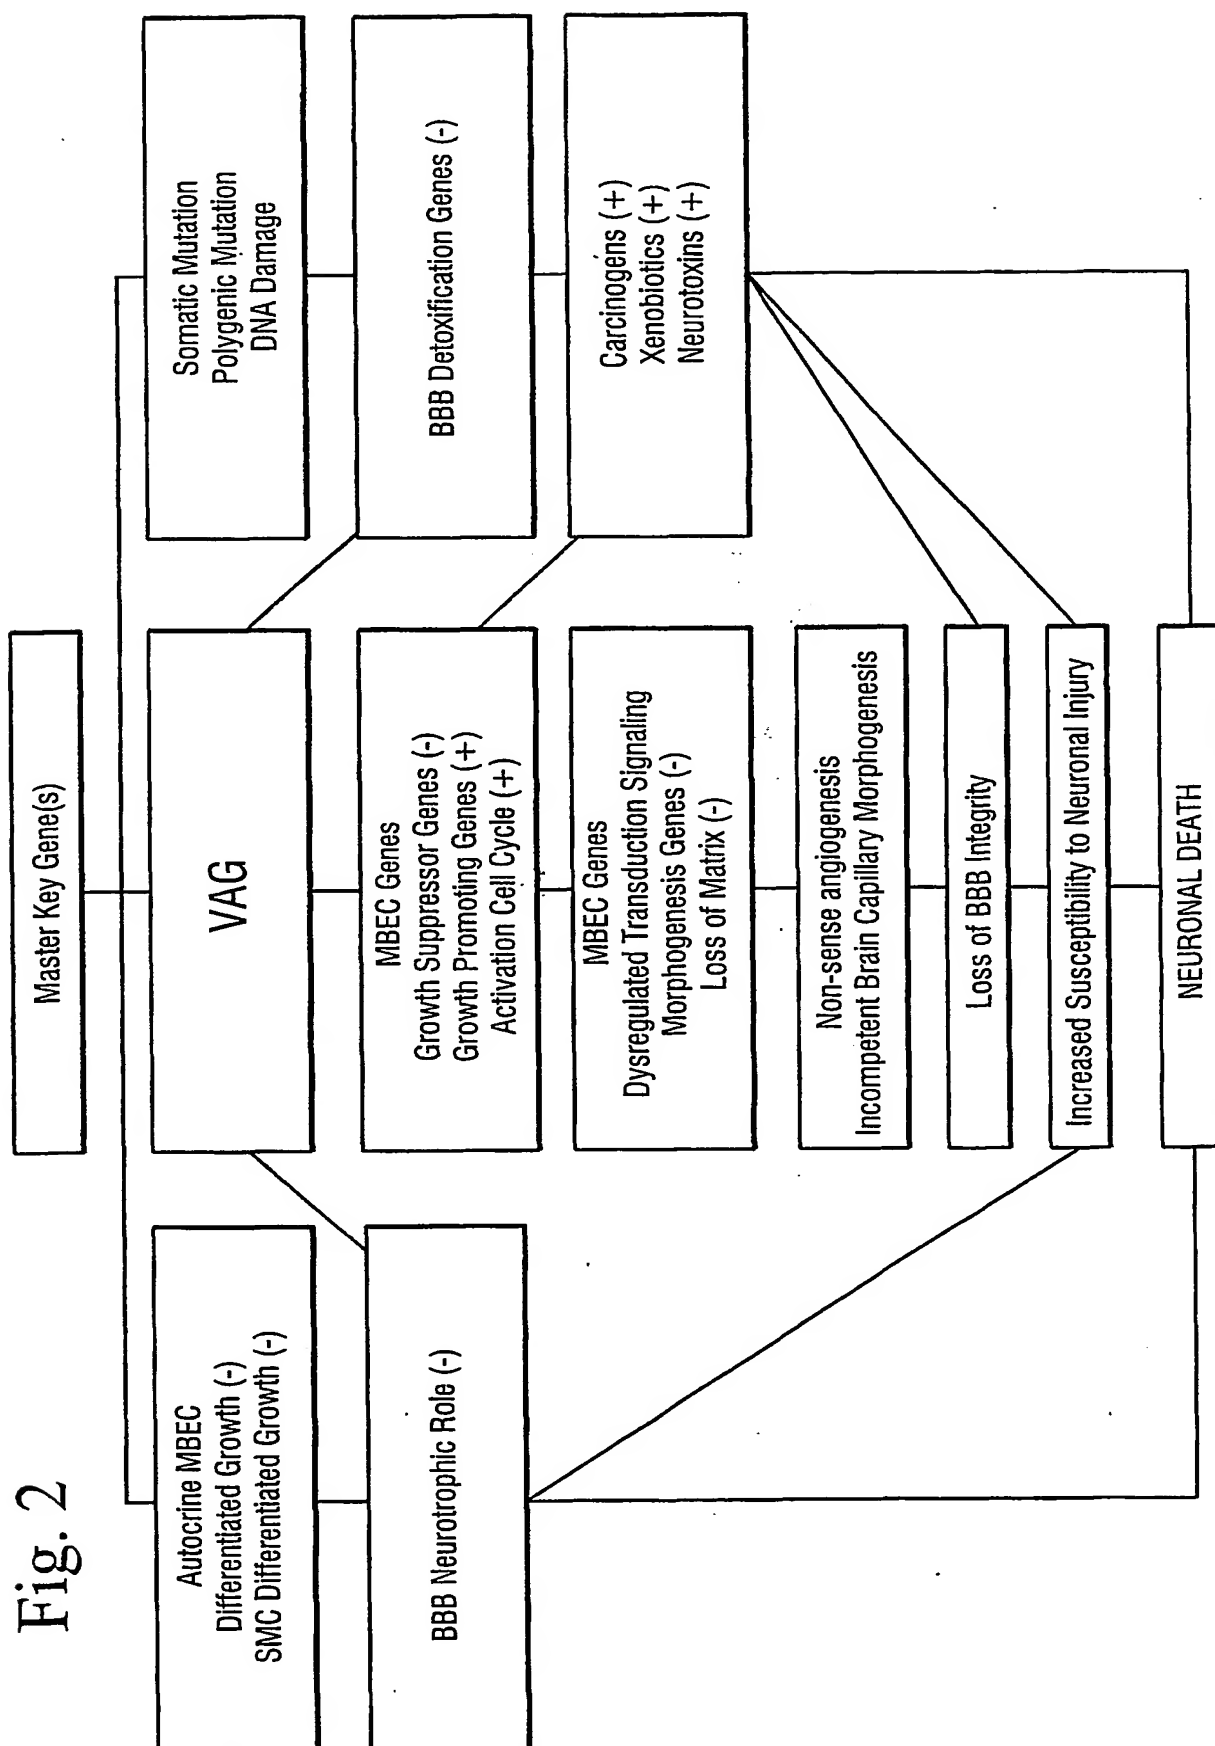 Fig. 2
Master Key Gene(s)
Autocrine MBEC
Differentiated Growth (-)
SMC Differentiated Growth (-)
VAG
Somatic Mutation
Polygenic Mutation
DNA Damage
BBB Neurotrophic Role (-)
MBEC Genes
Growth Suppressor Genes (-)
Growth Promoting Genes (+)
Activation Cell Cycle (+)
BBB Detoxification Genes (-)
MBEC Genes
Dysregulated Transduction Signaling
Morphogenesis Genes (-)
Loss of Matrix (-)
Carcinogens (+)
Xenobiotics (+)
Neurotoxins (+)
Non-sense angiogenesis
Incompetent Brain Capillary Morphogenesis
Loss of BBB Integrity
Increased Susceptibility to Neuronal Injury
NEURONAL DEATH